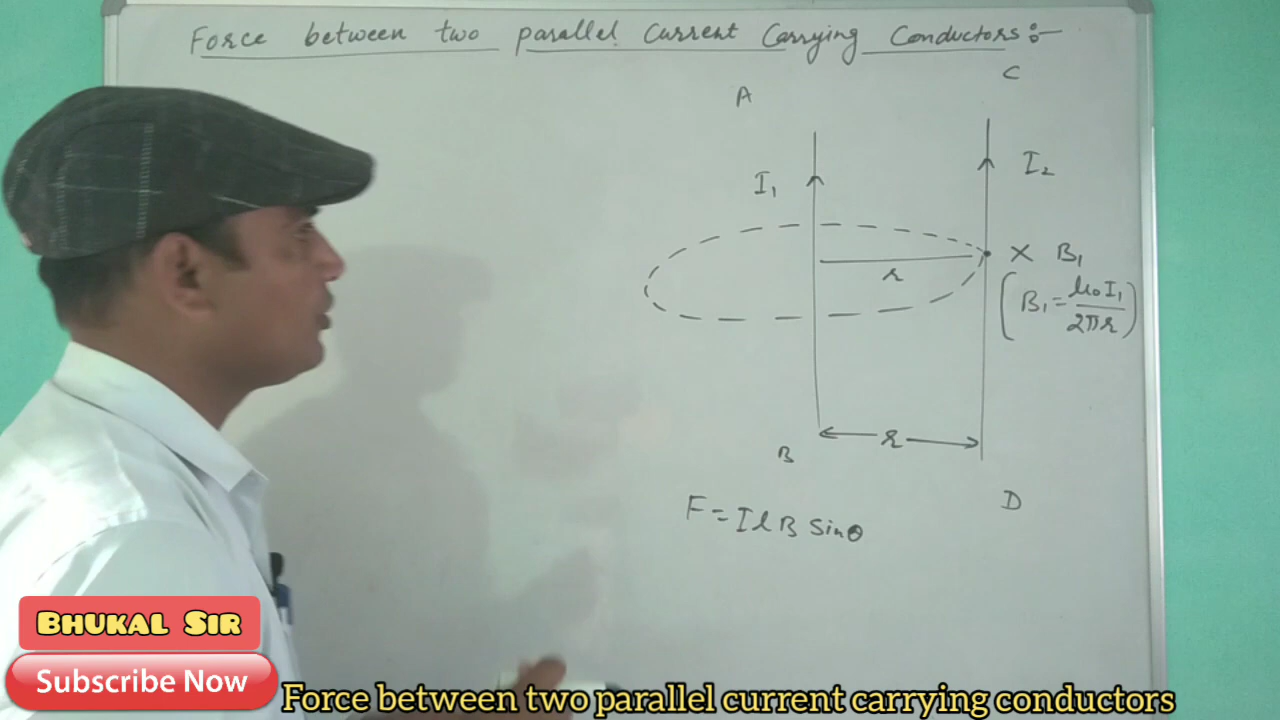 Force between two parallel Current Carrying Conductors :-
C
A
I₁
I₂
r
X B₁
(B₁ = μ₀I₁/2πr)
r
B
D
F = IlB Sinθ
BHUKAL SIR
Subscribe Now
Force between two parallel current carrying conductors